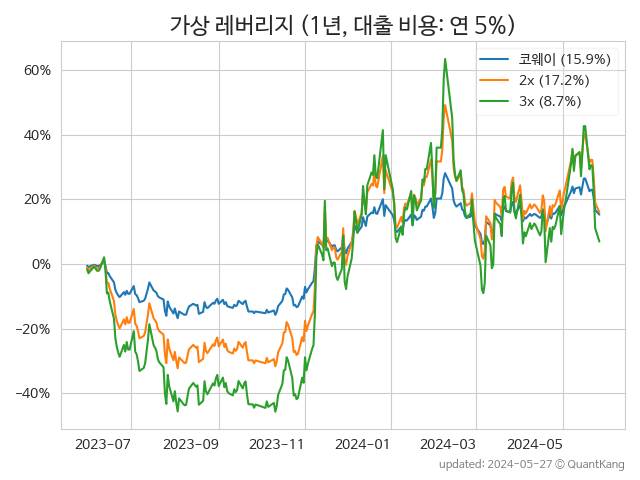 가상 레버리지 (1년, 대출 비용: 연 5%)
코웨이 (15.9%)
2x (17.2%)
3x (8.7%)
60%
40%
20%
0%
−20%
−40%
2023-07
2023-09
2023-11
2024-01
2024-03
2024-05
updated: 2024-05-27 © QuantKang